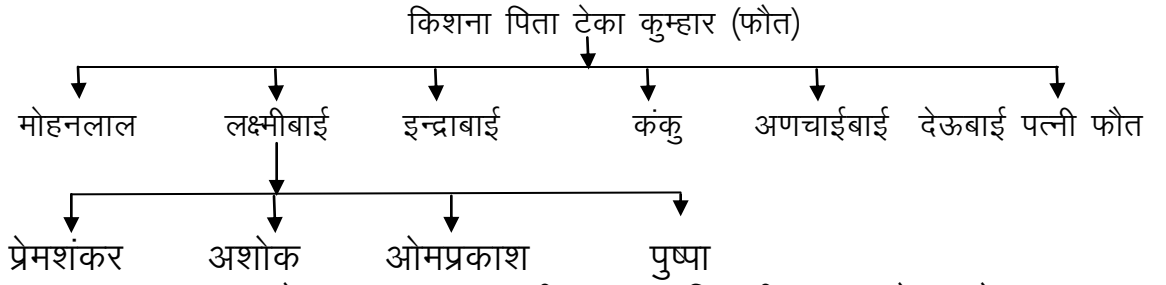 किशना पिता टेका कुम्हार (फौत)
मोहनलाल लक्ष्मीबाई इन्द्राबाई कंकु अणचाईबाई देऊबाई पत्नी फौत
प्रेमशंकर अशोक ओमप्रकाश पुष्पा